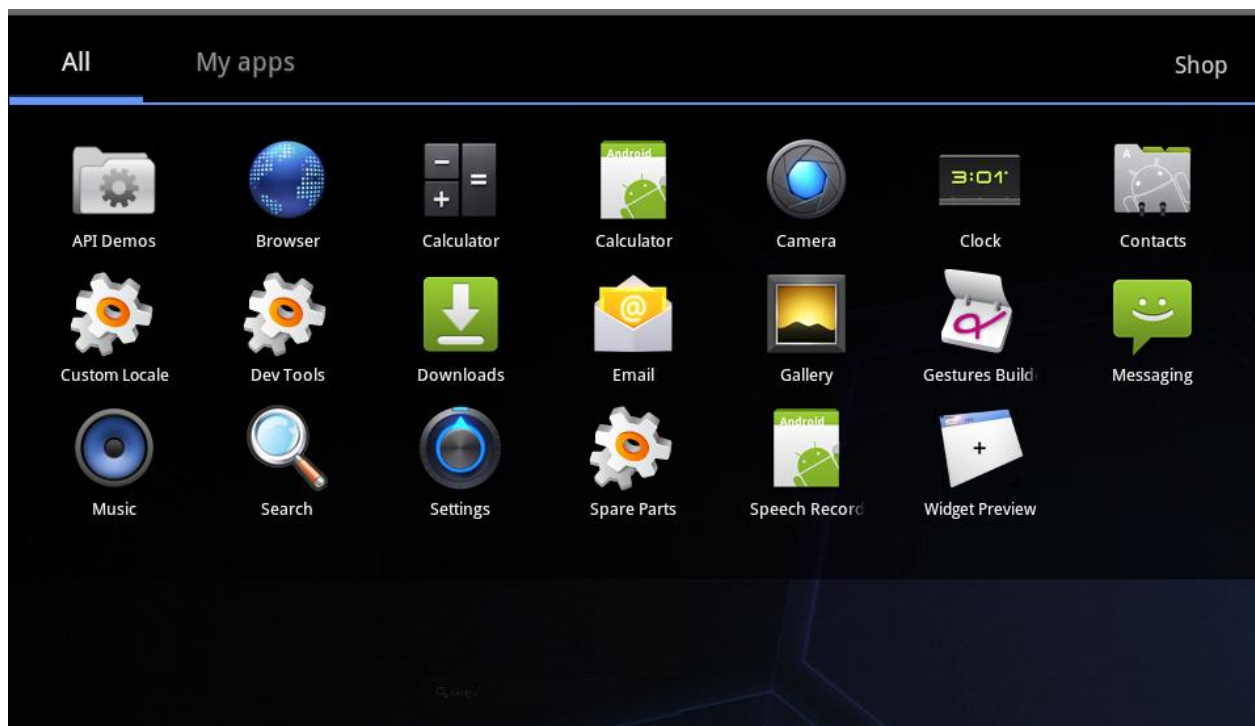 All My apps Shop
Android Android
3:01
API Demos Browser Calculator Calculator Camera Clock Contacts
@
Custom Locale Dev Tools Downloads Email Gallery Gestures Build Messaging
Android
Music Search Settings Spare Parts Speech Record Widget Preview